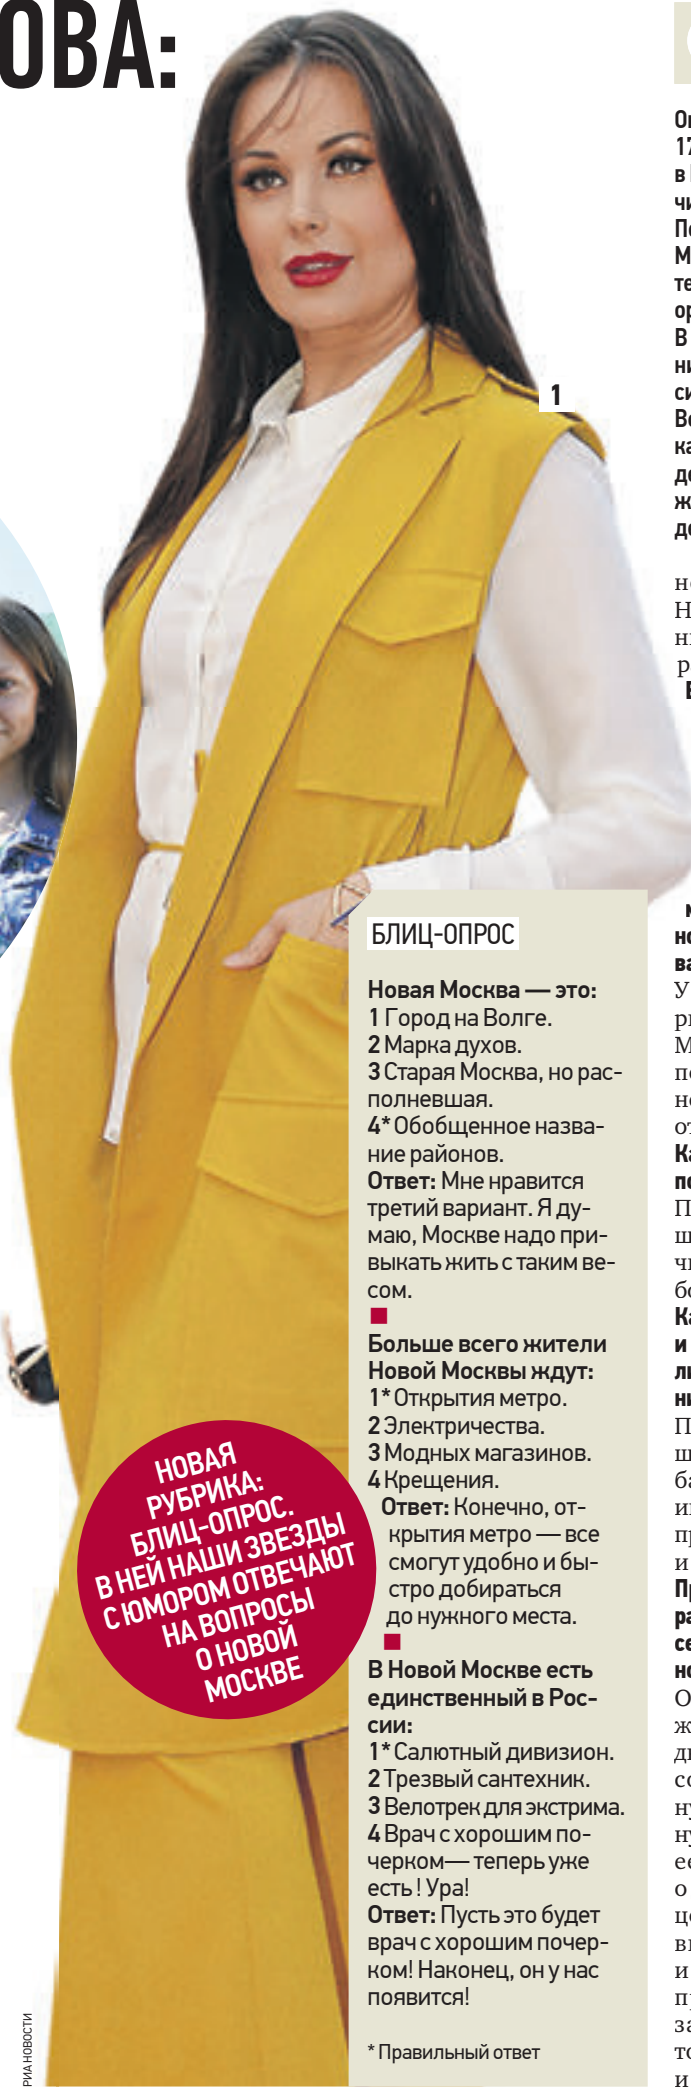 ОВА:
1
БЛИЦ-ОПРОС
Новая Москва — это:
1 Город на Волге.
2 Марка духов.
3 Старая Москва, но рас-
полневшая.
4* Обобщенное назва-
ние районов.
Ответ: Мне нравится
третий вариант. Я ду-
маю, Москве надо при-
выкать жить с таким ве-
сом.
Больше всего жители
Новой Москвы ждут:
1* Открытия метро.
2 Электричества.
3 Модных магазинов.
4 Крещения.
Ответ: Конечно, от-
крытия метро — все
смогут удобно и бы-
стро добираться
до нужного места.
В Новой Москве есть
единственный в Рос-
сии:
1* Салютный дивизион.
2 Трезвый сантехник.
3 Велотрек для экстрима.
4 Врач с хорошим по-
черком— теперь уже
есть ! Ура!
Ответ: Пусть это будет
врач с хорошим почер-
ком! Наконец, он у нас
появится!
* Правильный ответ
НОВАЯ
РУБРИКА:
БЛИЦ-ОПРОС.
В НЕЙ НАШИ ЗВЕЗДЫ
С ЮМОРОМ ОТВЕЧАЮТ
НА ВОПРОСЫ
О НОВОЙ
МОСКВЕ
РИА НОВОСТИ